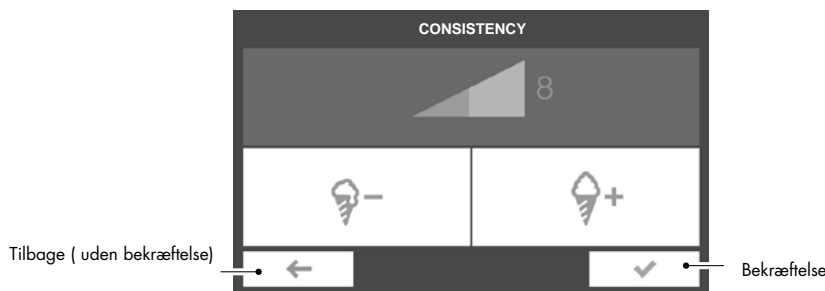 CONSISTENCY
8
−
+
Tilbage ( uden bekræftelse)
Bekræftelse